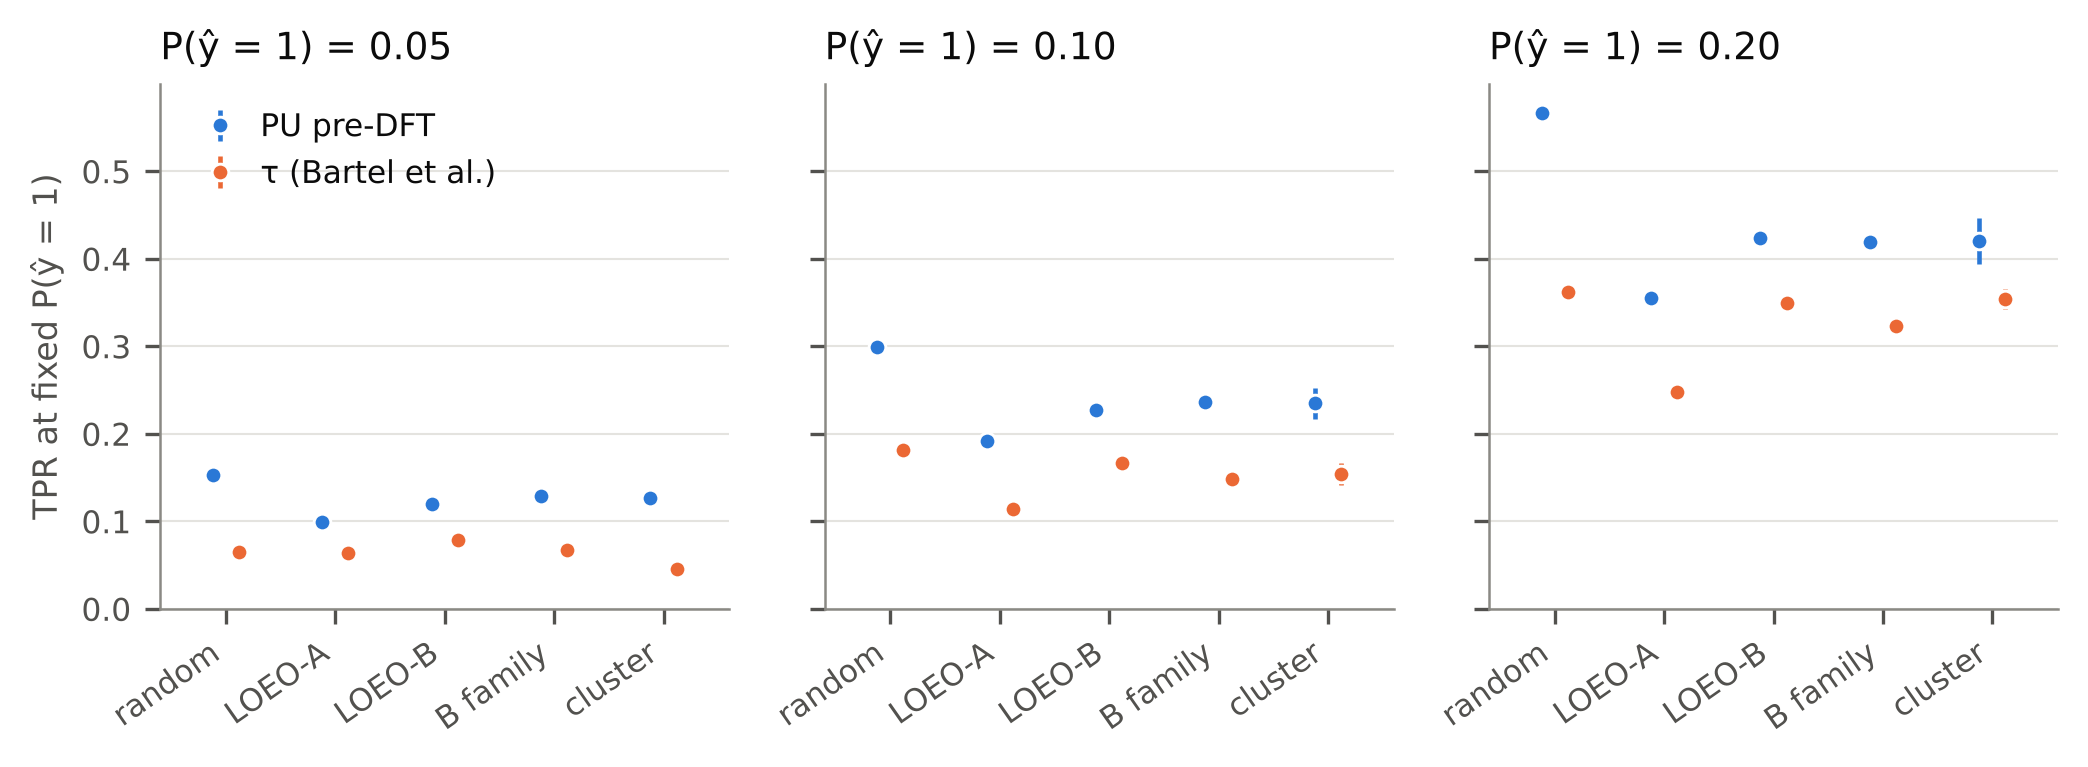 P(ŷ = 1) = 0.05
P(ŷ = 1) = 0.10
P(ŷ = 1) = 0.20
PU pre-DFT
τ (Bartel et al.)
TPR at fixed P(ŷ = 1)
0.5
0.4
0.3
0.2
0.1
0.0
random
LOEO-A
LOEO-B
B family
cluster
random
LOEO-A
LOEO-B
B family
cluster
random
LOEO-A
LOEO-B
B family
cluster